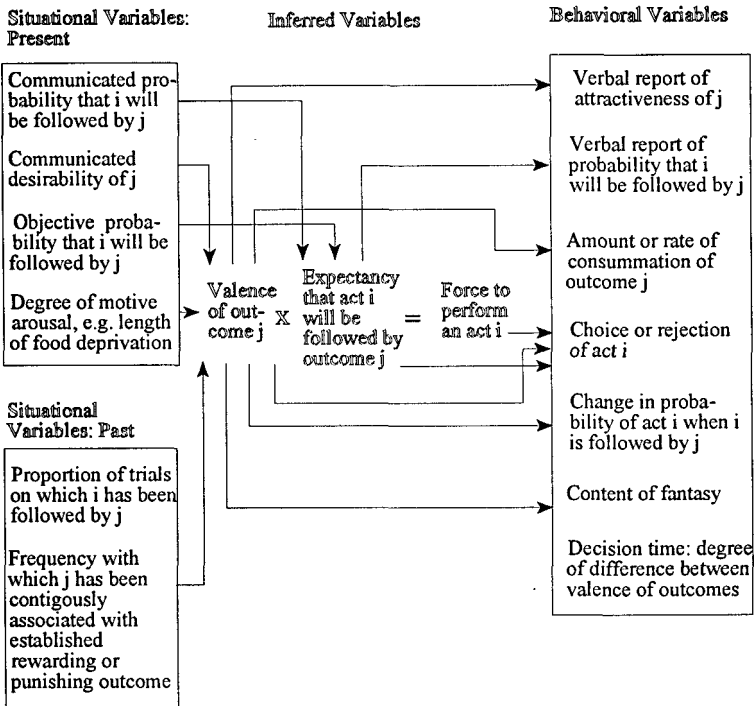 Situational Variables:
Present
Communicated pro-
bability that i will
be followed by j
Communicated
desirability of j
Objective proba-
bility that i will be
followed by j
Degree of motive
arousal, e.g. length
of food deprivation
Situational
Variables: Past
Proportion of trials
on which i has been
followed by j
Frequency with
which j has been
contigously
associated with
established
rewarding or
punishing outcome
Inferred Variables
Valence
of out-
come j
X
Expectancy
that act i
will be
followed by
outcome j
=
Force to
perform
an act i
Behavioral Variables
Verbal report of
attractiveness of j
Verbal report of
probability that i
will be followed by j
Amount or rate of
consummation of
outcome j
Choice or rejection
of act i
Change in proba-
bility of act i when i
is followed by j
Content of fantasy
Decision time: degree
of difference between
valence of outcomes